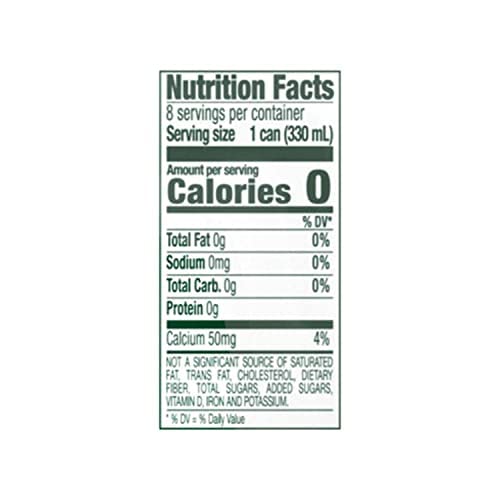 Nutrition Facts
8 servings per container
Serving size 1 can (330 mL)
Amount per serving
Calories 0
% DV*
Total Fat 0g 0%
Sodium 0mg 0%
Total Carb. 0g 0%
Protein 0g
Calcium 50mg 4%
NOT A SIGNIFICANT SOURCE OF SATURATED
FAT, TRANS FAT, CHOLESTEROL, DIETARY
FIBER, TOTAL SUGARS, ADDED SUGARS,
VITAMIN D, IRON AND POTASSIUM.
* % DV = % Daily Value